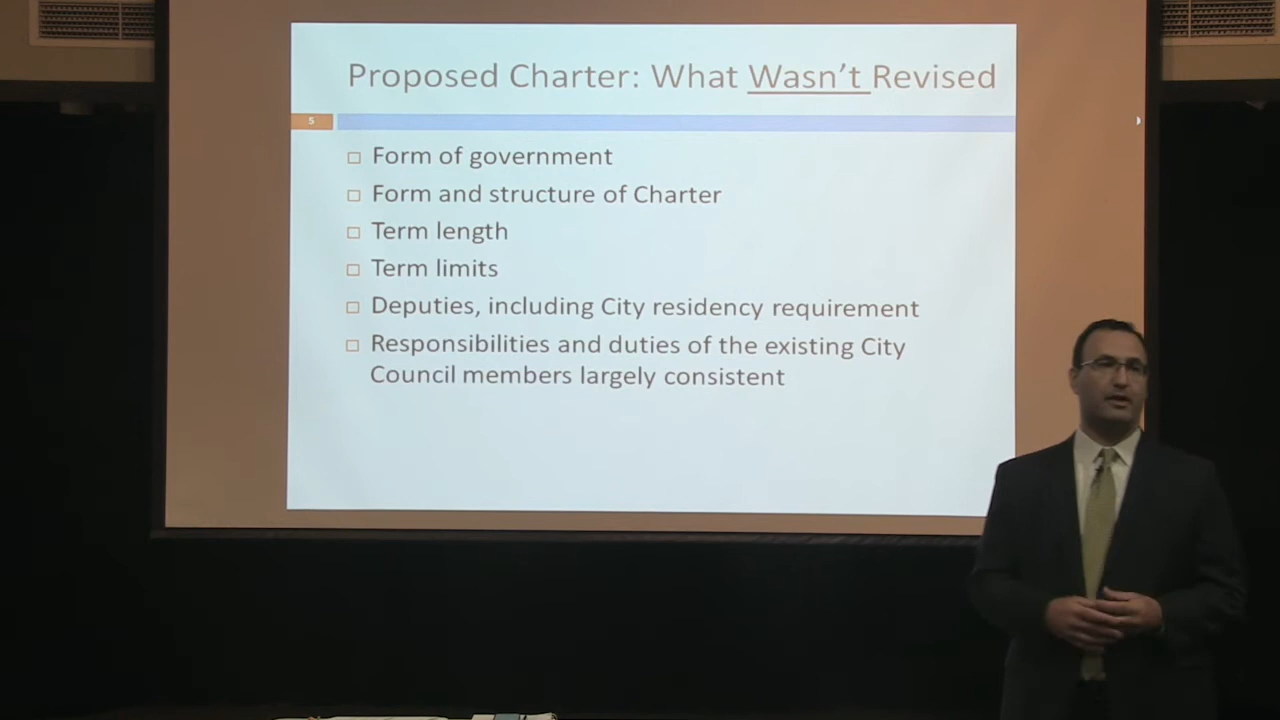 Proposed Charter: What Wasn't Revised
5
Form of government
Form and structure of Charter
Term length
Term limits
Deputies, including City residency requirement
Responsibilities and duties of the existing City
Council members largely consistent